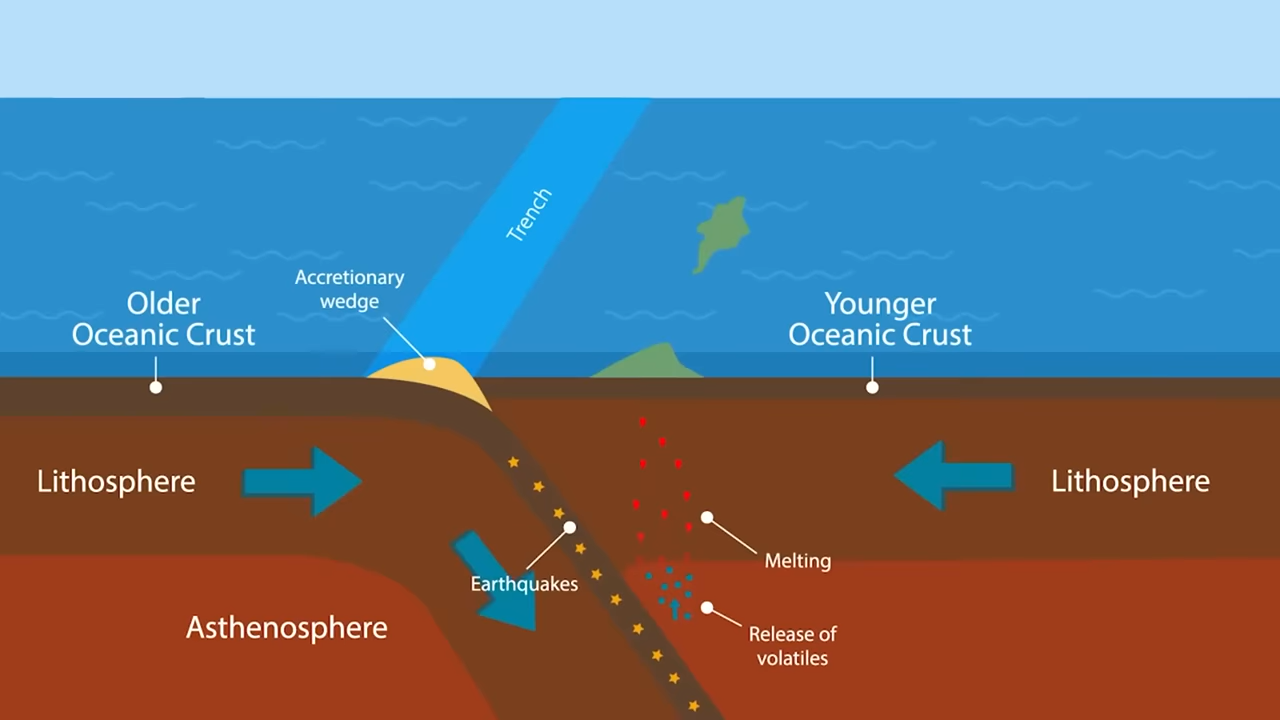 Trench
Accretionary
wedge
Older
Oceanic Crust
Younger
Oceanic Crust
Lithosphere
Lithosphere
Melting
Earthquakes
Asthenosphere
Release of
volatiles